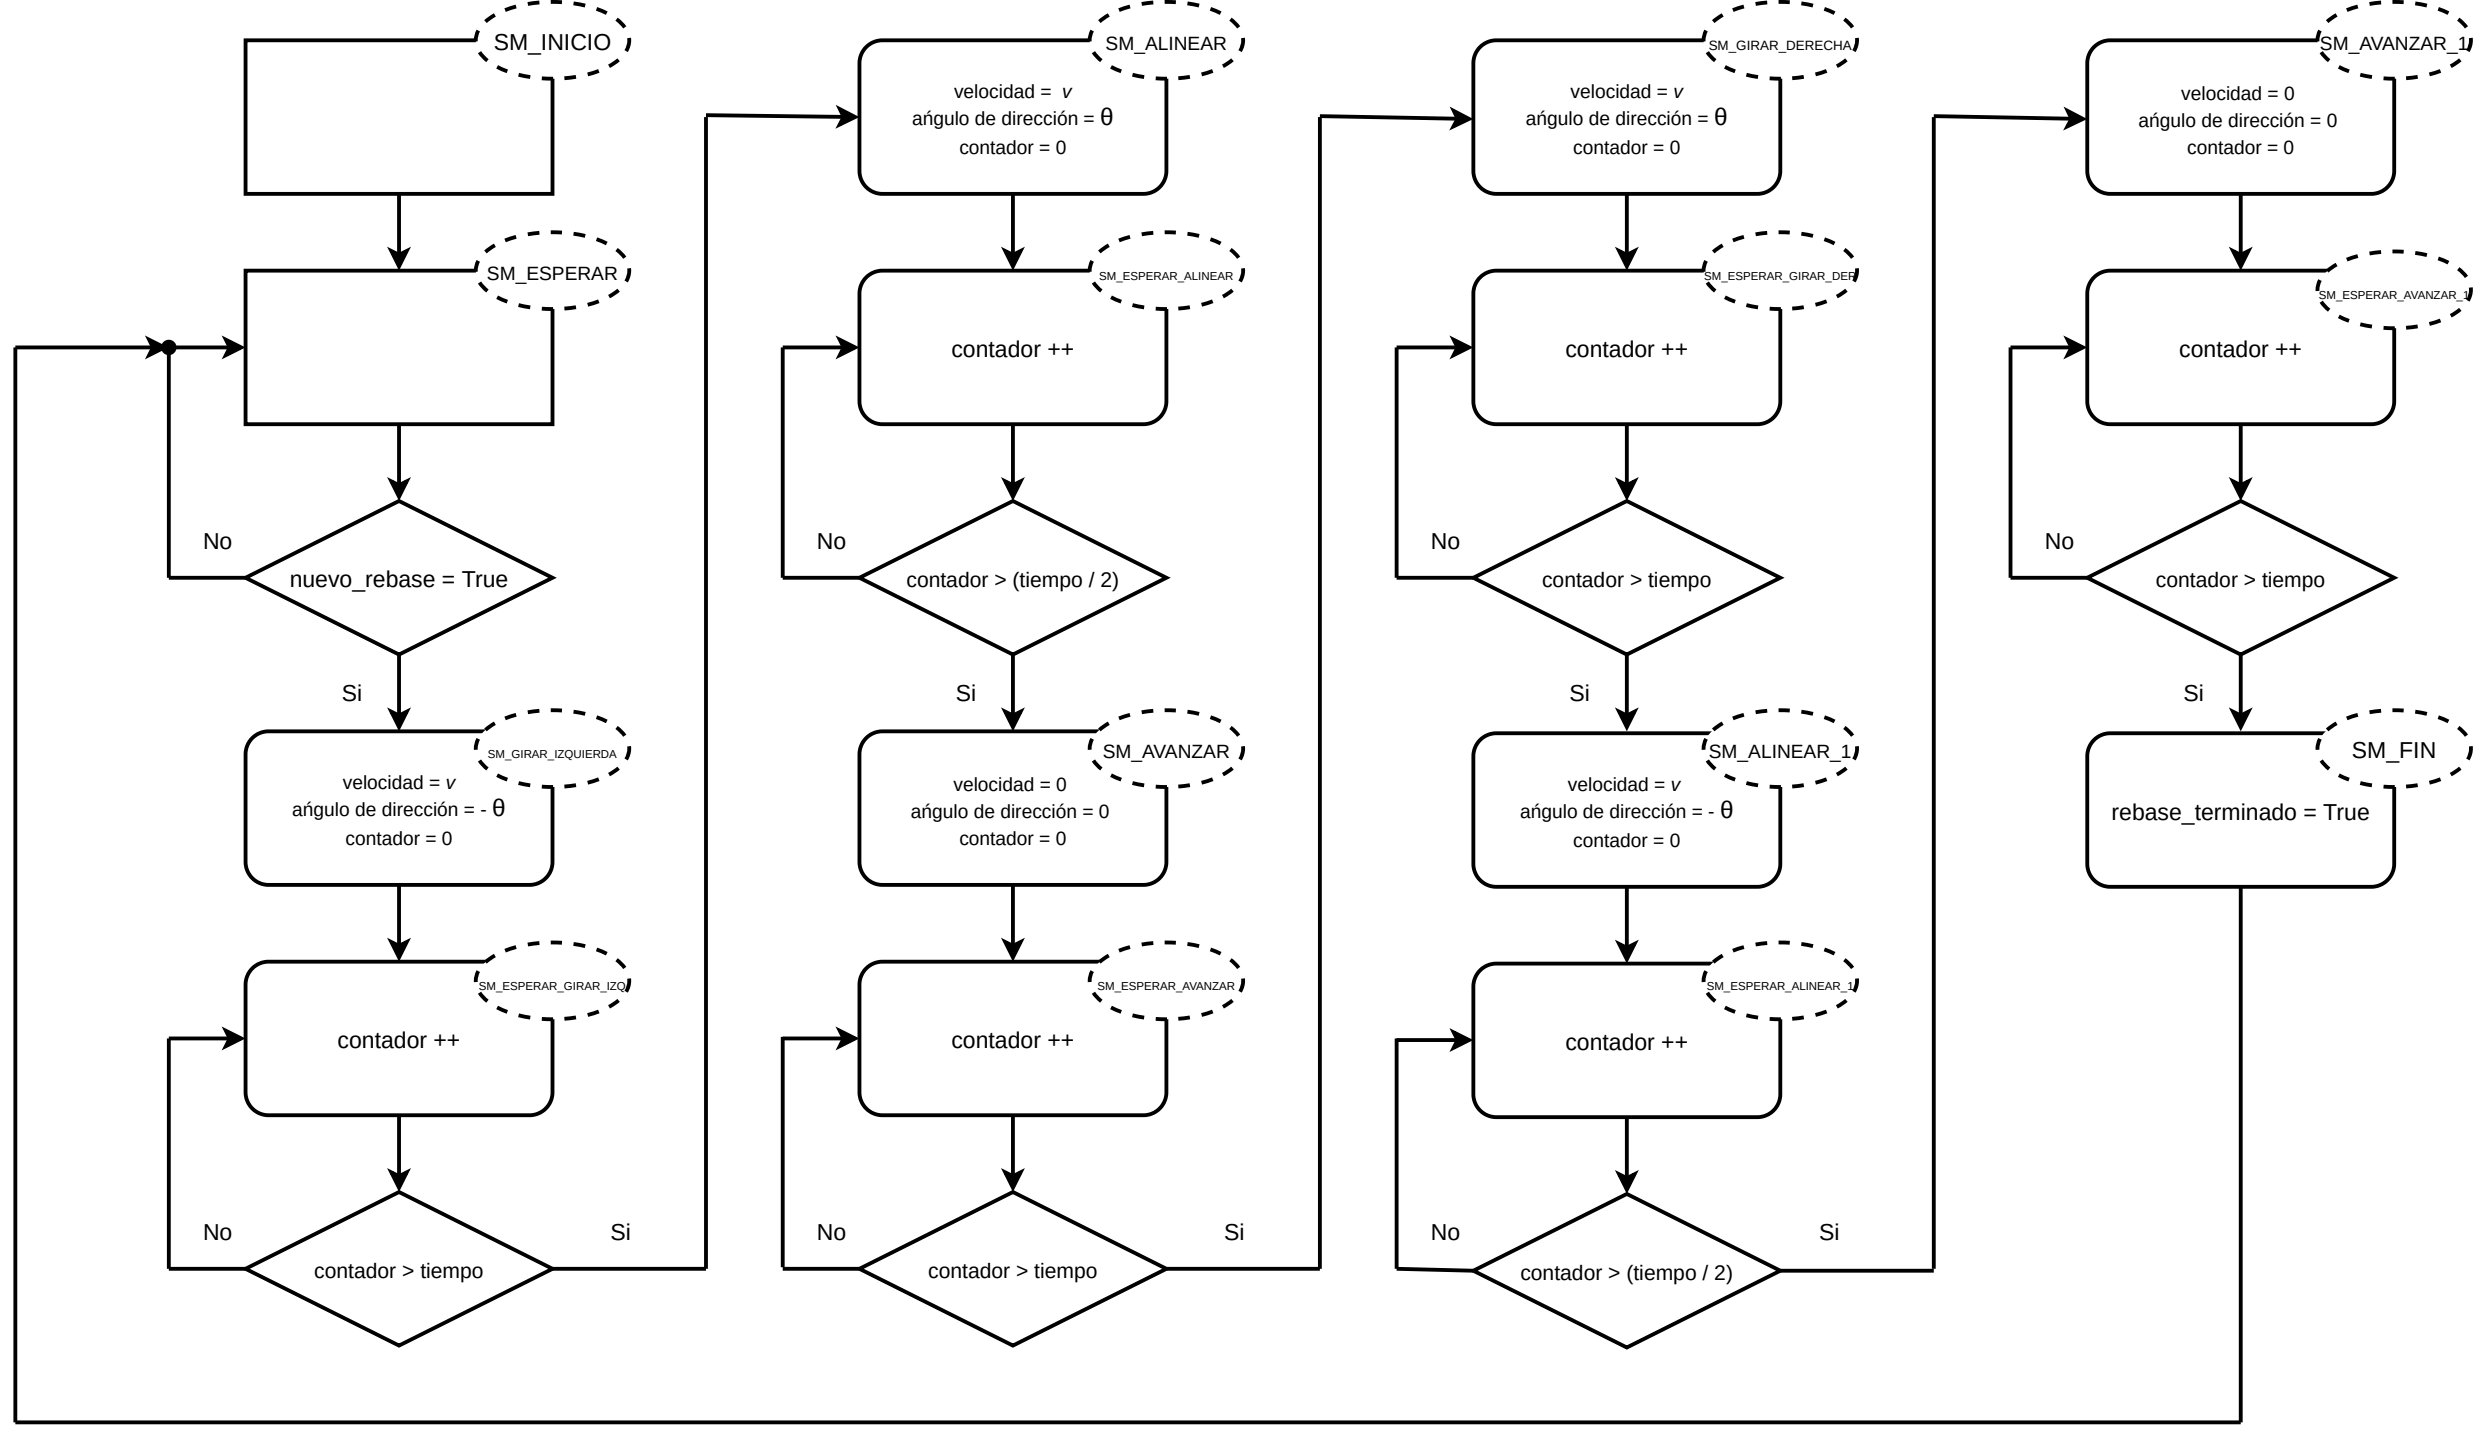 SM_INICIO
SM_ESPERAR
No
nuevo_rebase = True
Si
SM_GIRAR_IZQUIERDA
velocidad = v
ańgulo de dirección = - θ
contador = 0
SM_ESPERAR_GIRAR_IZQ
contador ++
No
contador > tiempo
Si
SM_ALINEAR
velocidad = v
ańgulo de dirección = θ
contador = 0
SM_ESPERAR_ALINEAR
contador ++
No
contador > (tiempo / 2)
Si
SM_AVANZAR
velocidad = 0
ańgulo de dirección = 0
contador = 0
SM_ESPERAR_AVANZAR
contador ++
No
contador > tiempo
Si
SM_GIRAR_DERECHA
velocidad = v
ańgulo de dirección = θ
contador = 0
SM_ESPERAR_GIRAR_DER
contador ++
No
contador > tiempo
Si
SM_ALINEAR_1
velocidad = v
ańgulo de dirección = - θ
contador = 0
SM_ESPERAR_ALINEAR_1
contador ++
No
contador > (tiempo / 2)
Si
SM_AVANZAR_1
velocidad = 0
ańgulo de dirección = 0
contador = 0
SM_ESPERAR_AVANZAR_1
contador ++
No
contador > tiempo
Si
SM_FIN
rebase_terminado = True